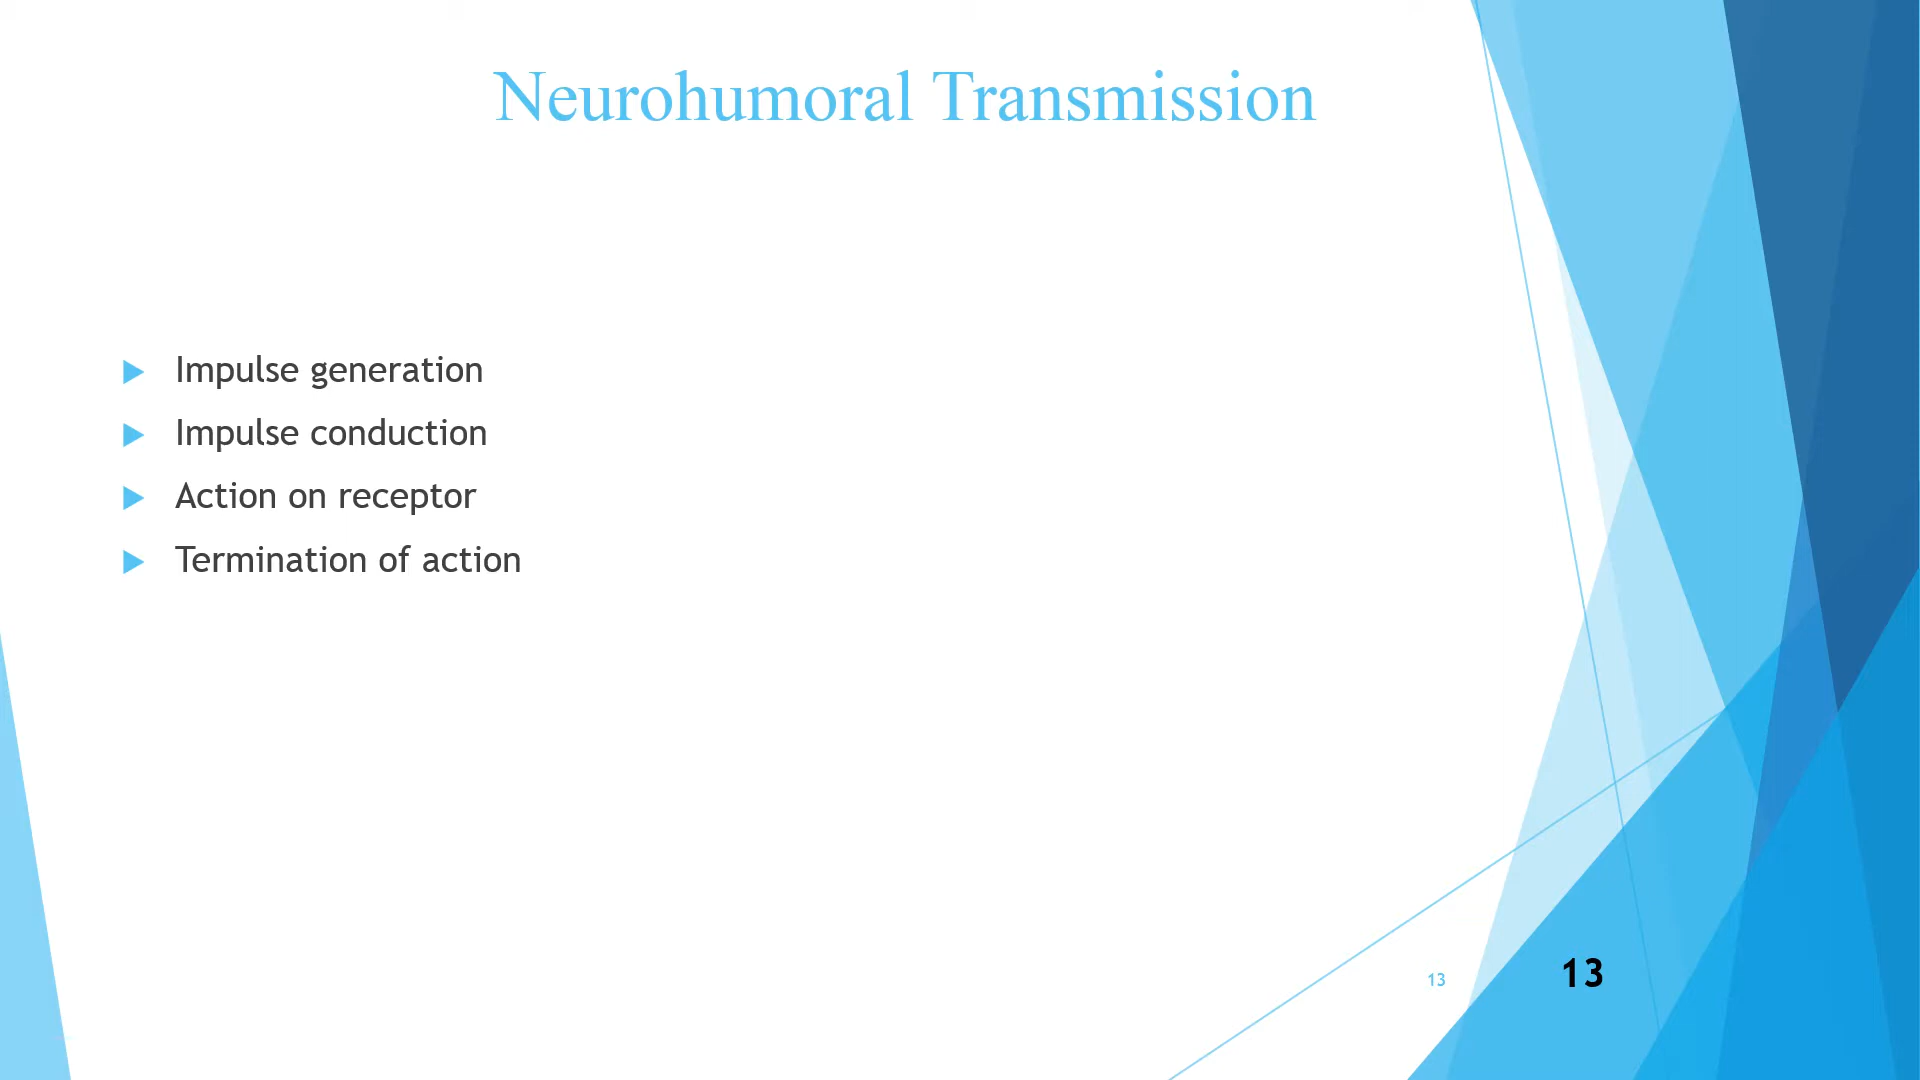 Neurohumoral Transmission
Impulse generation
Impulse conduction
Action on receptor
Termination of action
13
13